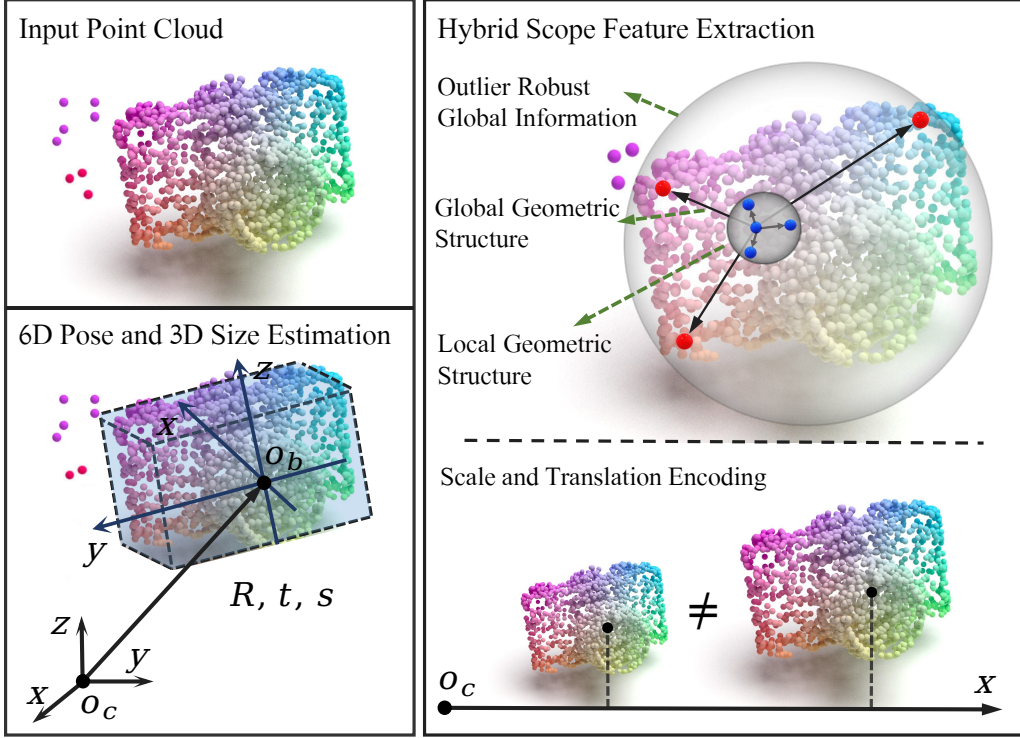 Input Point Cloud
6D Pose and 3D Size Estimation
z
x
o_b
y
R, t, s
z
y
x
o_c
Hybrid Scope Feature Extraction
Outlier Robust
Global Information
Global Geometric
Structure
Local Geometric
Structure
Scale and Translation Encoding
≠
o_c
x